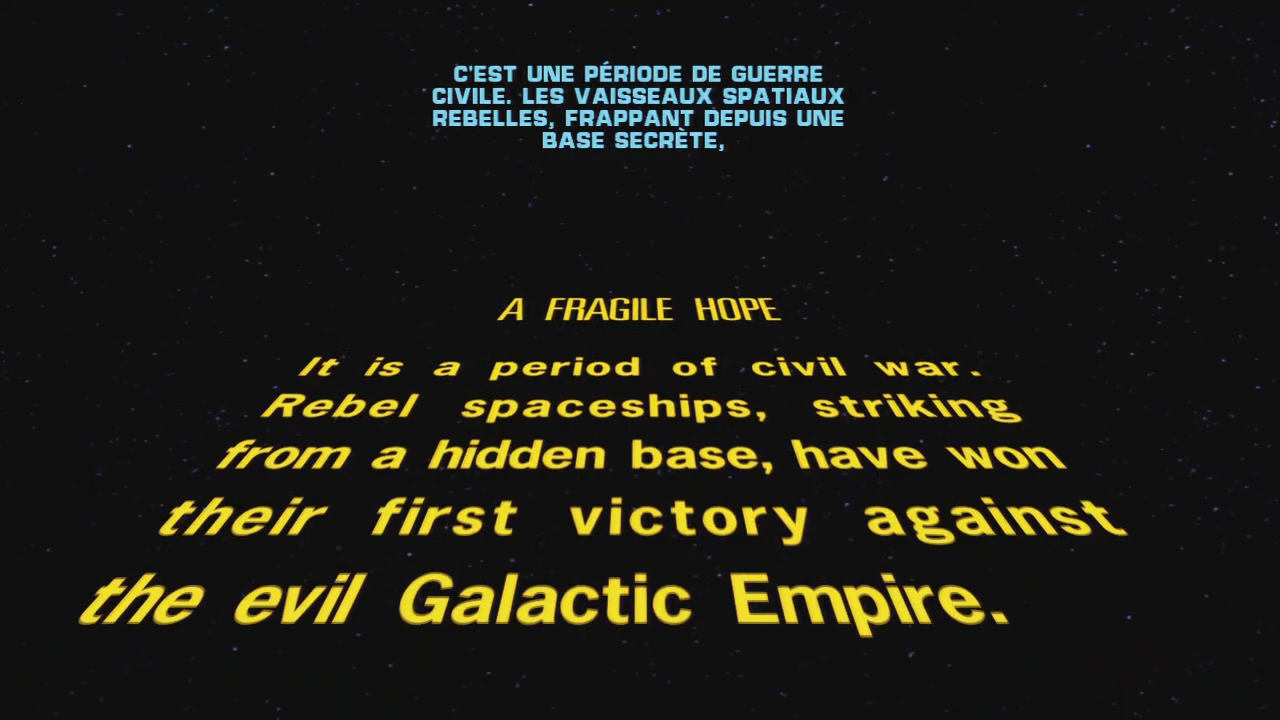 C'EST UNE PÉRIODE DE GUERRE
CIVILE. LES VAISSEAUX SPATIAUX
REBELLES, FRAPPANT DEPUIS UNE
BASE SECRÈTE,
A FRAGILE HOPE
It is a period of civil war.
Rebel spaceships, striking
from a hidden base, have won
their first victory against
the evil Galactic Empire.